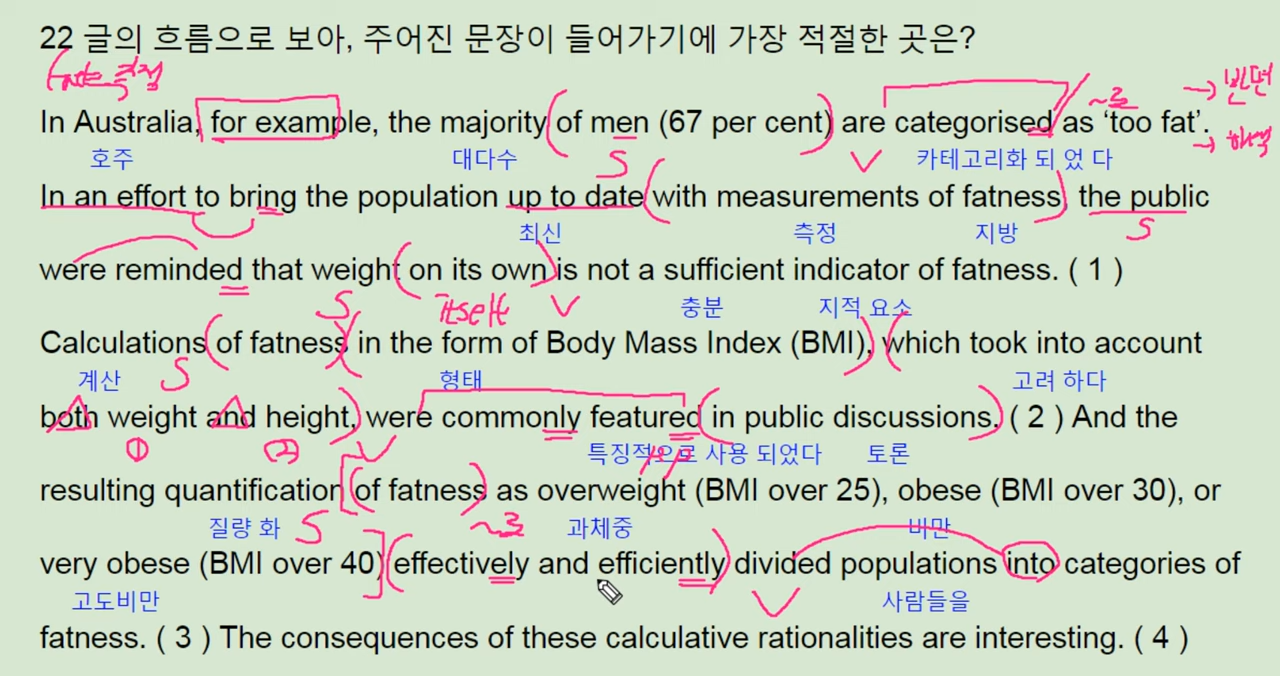 22 글의 흐름으로 보아, 주어진 문장이 들어가기에 가장 적절한 곳은?
→ 반면
~로
In Australia, for example, the majority of men (67 per cent) are categorised as ‘too fat’.
→ 해석
호주 대다수 S V 카테고리화 되 었 다
In an effort to bring the population up to date with measurements of fatness, the public
최신 측정 지방 S
were reminded that weight on its own is not a sufficient indicator of fatness. ( 1 )
S itself V 충분 지적 요소
Calculations of fatness in the form of Body Mass Index (BMI), which took into account
계산 S 형태 고려 하다
both weight and height, were commonly featured in public discussions. ( 2 ) And the
① ② V 특징적으로 사용 되었다 토론
resulting quantification of fatness as overweight (BMI over 25), obese (BMI over 30), or
질량 화 S ~로 과체중 비만
very obese (BMI over 40) effectively and efficiently divided populations into categories of
고도비만 V 사람들을
fatness. ( 3 ) The consequences of these calculative rationalities are interesting. ( 4 )